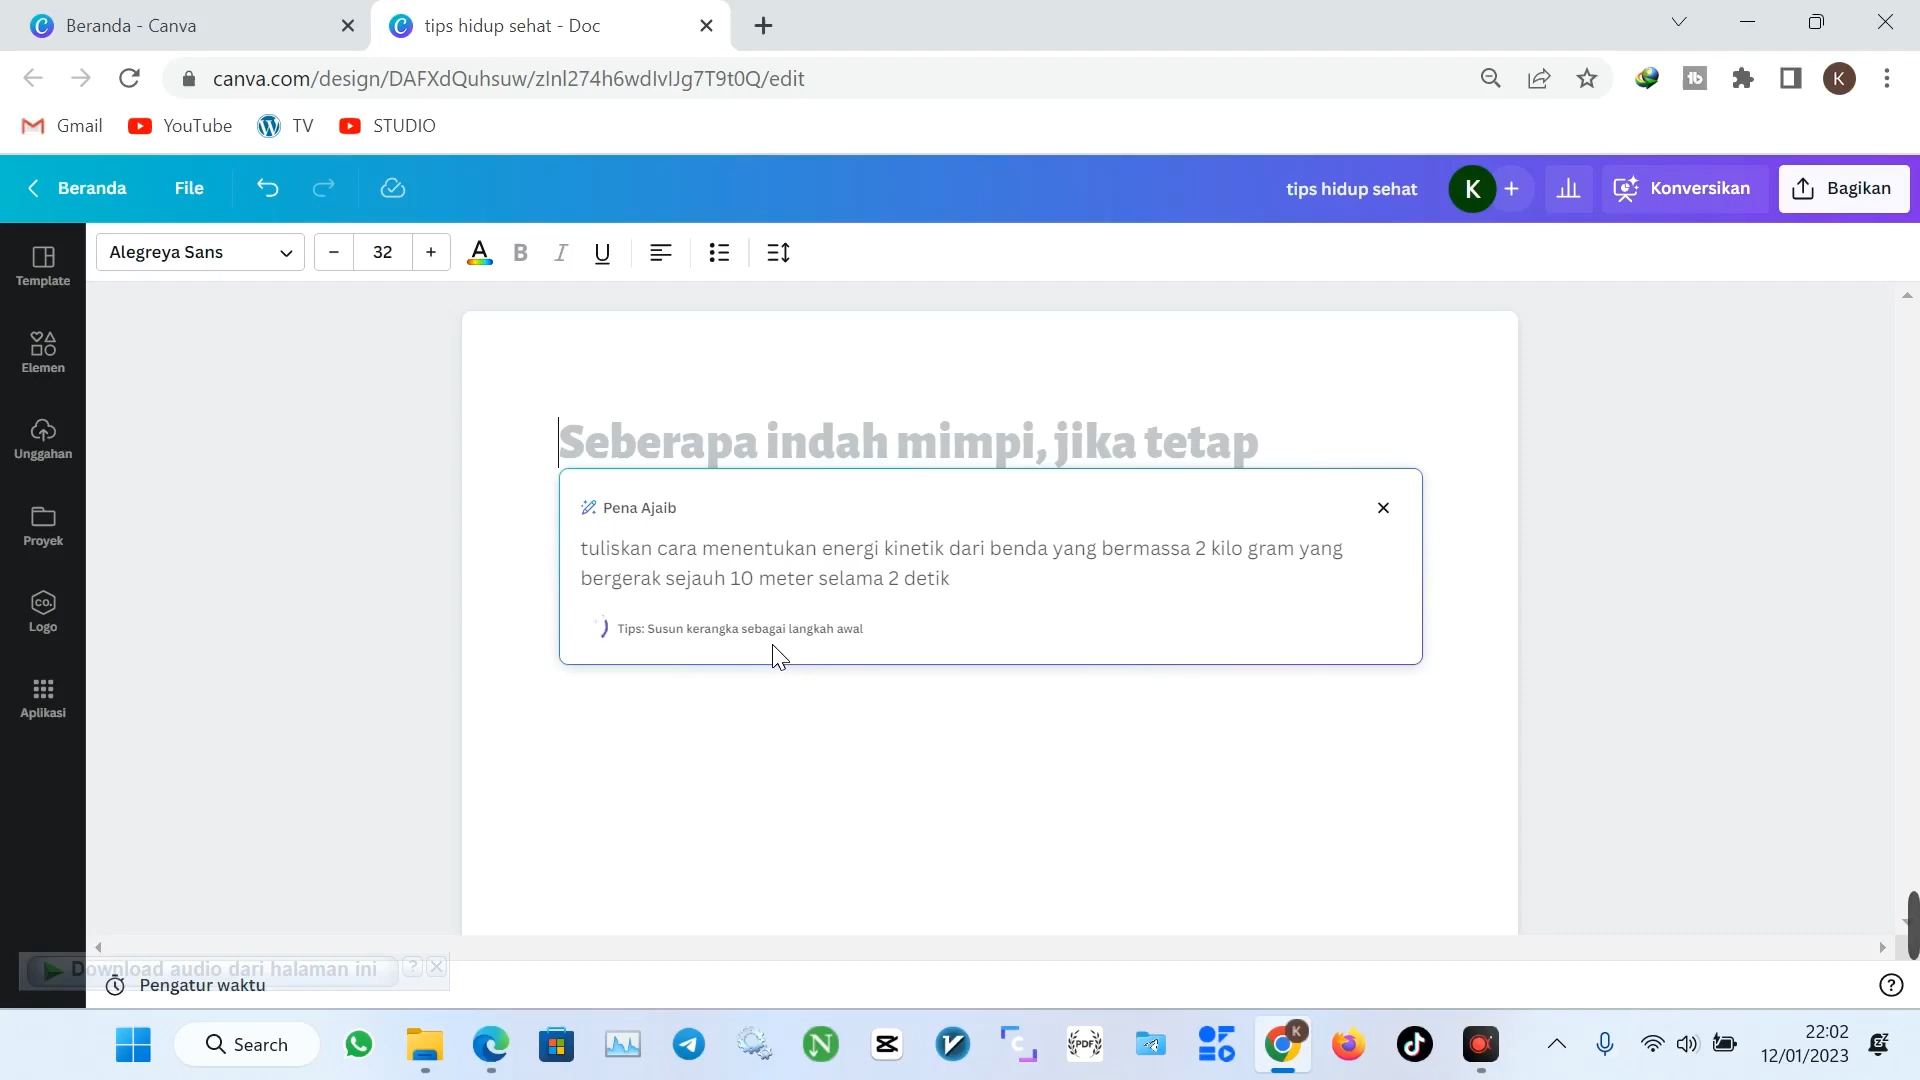 Beranda - Canva
tips hidup sehat - Doc
canva.com/design/DAFXdQuhsuw/zInl274h6wdIvIJg7T9t0Q/edit
K
Gmail
YouTube
TV
STUDIO
Beranda
File
tips hidup sehat
K
Konversikan
Bagikan
Alegreya Sans
32
Template
Elemen
Unggahan
Proyek
CO.
Logo
Aplikasi
Seberapa indah mimpi, jika tetap
Pena Ajaib
tuliskan cara menentukan energi kinetik dari benda yang bermassa 2 kilo gram yang
bergerak sejauh 10 meter selama 2 detik
Tips: Susun kerangka sebagai langkah awal
Download audio dari halaman ini
Pengatur waktu
Search
PDF
K
22:02
12/01/2023